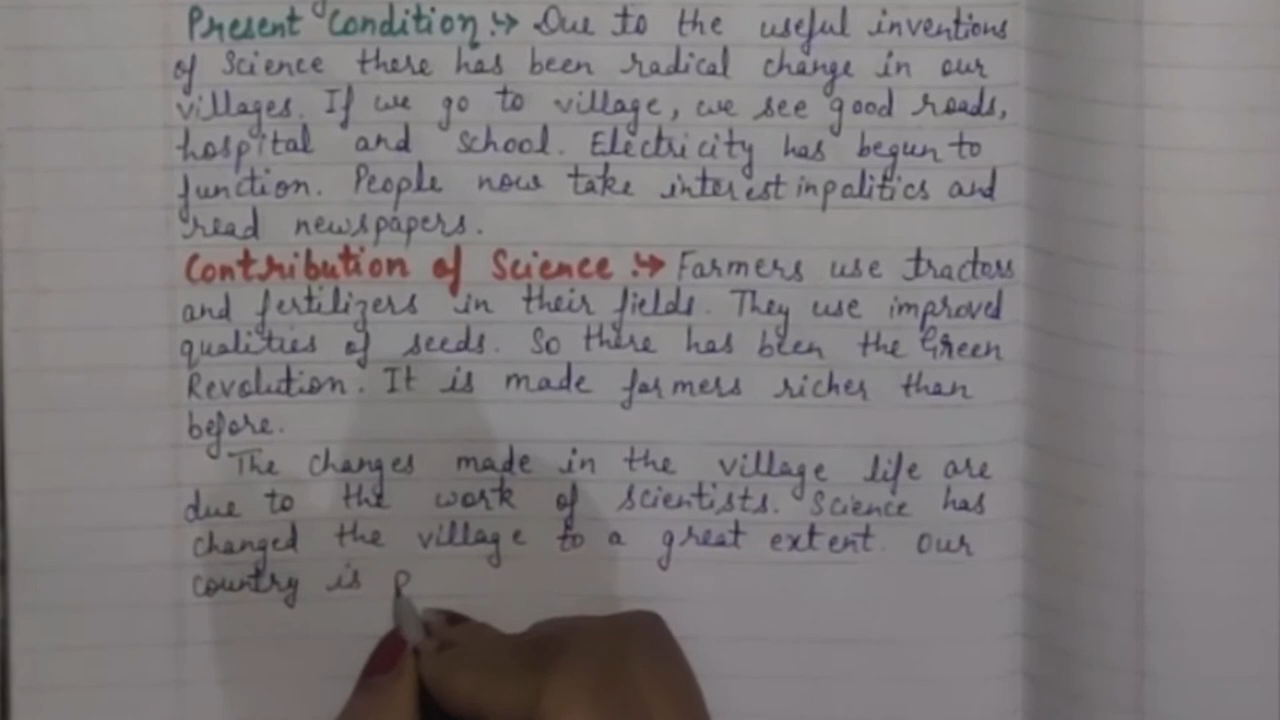 Present Condition :→ Due to the useful inventions
of Science there has been radical change in our
villages. If we go to village, we see good roads,
hospital and School. Electricity has begun to
function. People now take interest in politics and
read newspapers.
Contribution of Science :→ Farmers use tractors
and fertilizers in their fields. They use improved
qualities of seeds. So there has been the Green
Revolution. It is made farmers richer than
before.
The changes made in the village life are
due to the work of scientists. Science has
changed the village to a great extent. Our
country is P